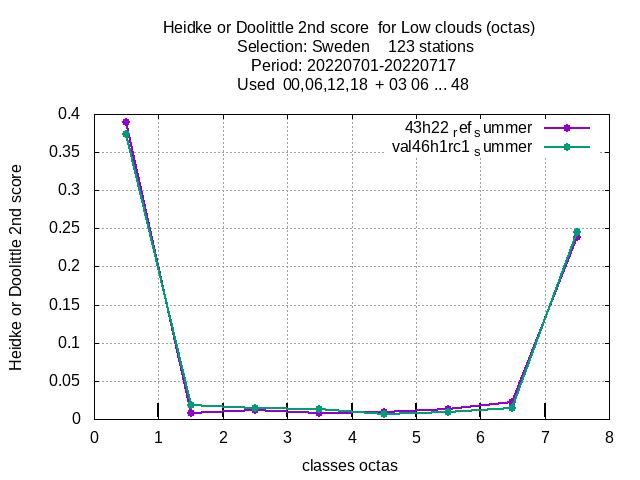 Heidke or Doolittle 2nd score  for Low clouds (octas)
Selection: Sweden    123 stations
Period: 20220701-20220717
Used  00,06,12,18  + 03 06 ... 48
43h22 ref summer
val46h1rc1 summer
Heidke or Doolittle 2nd score
0.4
0.35
0.3
0.25
0.2
0.15
0.1
0.05
0
0 1 2 3 4 5 6 7 8
classes octas